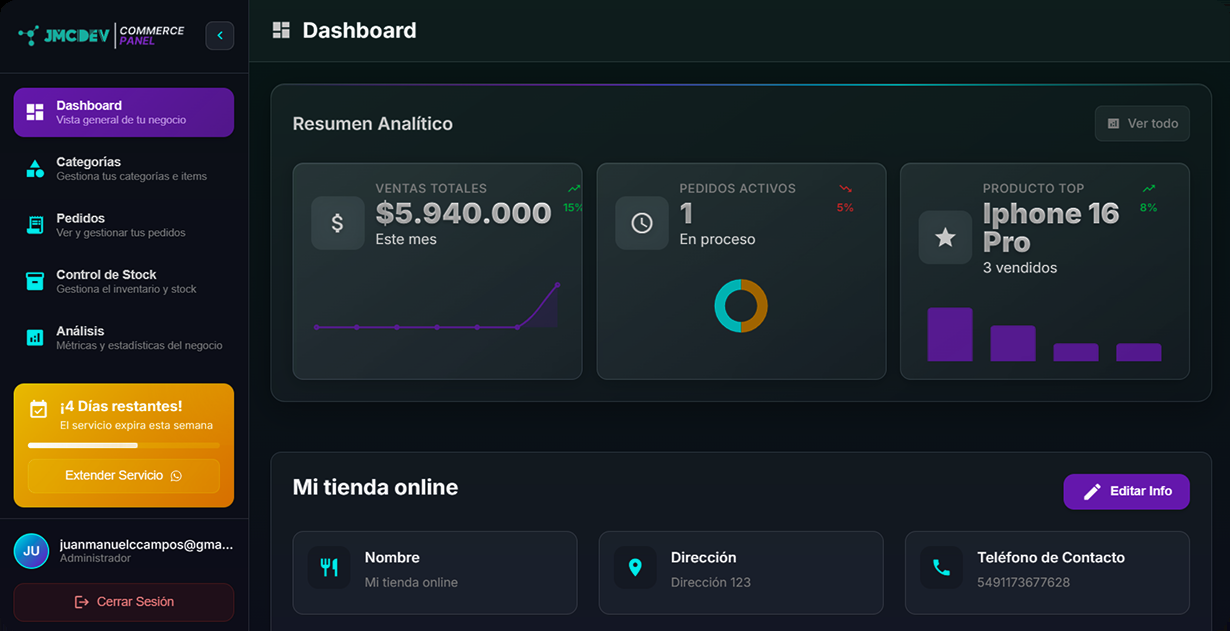 JMCDEV COMMERCE PANEL
Dashboard
Vista general de tu negocio
Categorías
Gestiona tus categorías e items
Pedidos
Ver y gestionar tus pedidos
Control de Stock
Gestiona el inventario y stock
Análisis
Métricas y estadísticas del negocio
¡4 Días restantes!
El servicio expira esta semana
Extender Servicio
JU
juanmanuelccampos@gma...
Administrador
Cerrar Sesión
Dashboard
Resumen Analítico
Ver todo
VENTAS TOTALES
$
$5.940.000
15%
Este mes
PEDIDOS ACTIVOS
1
5%
En proceso
PRODUCTO TOP
Iphone 16
Pro
8%
3 vendidos
Mi tienda online
Editar Info
Nombre
Mi tienda online
Dirección
Dirección 123
Teléfono de Contacto
5491173677628